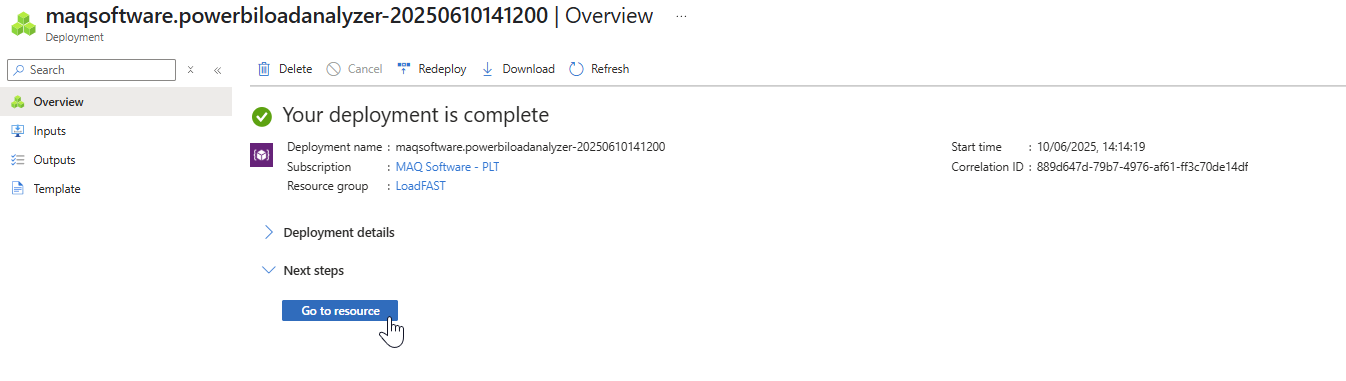 maqsoftware.powerbiloadanalyzer-20250610141200 | Overview ...
Deployment
Search
Delete Cancel Redeploy Download Refresh
Overview
Inputs
Outputs
Template
Your deployment is complete
Deployment name : maqsoftware.powerbiloadanalyzer-20250610141200
Subscription : MAQ Software - PLT
Resource group : LoadFAST
Start time : 10/06/2025, 14:14:19
Correlation ID : 889d647d-79b7-4976-af61-ff3c70de14df
Deployment details
Next steps
Go to resource